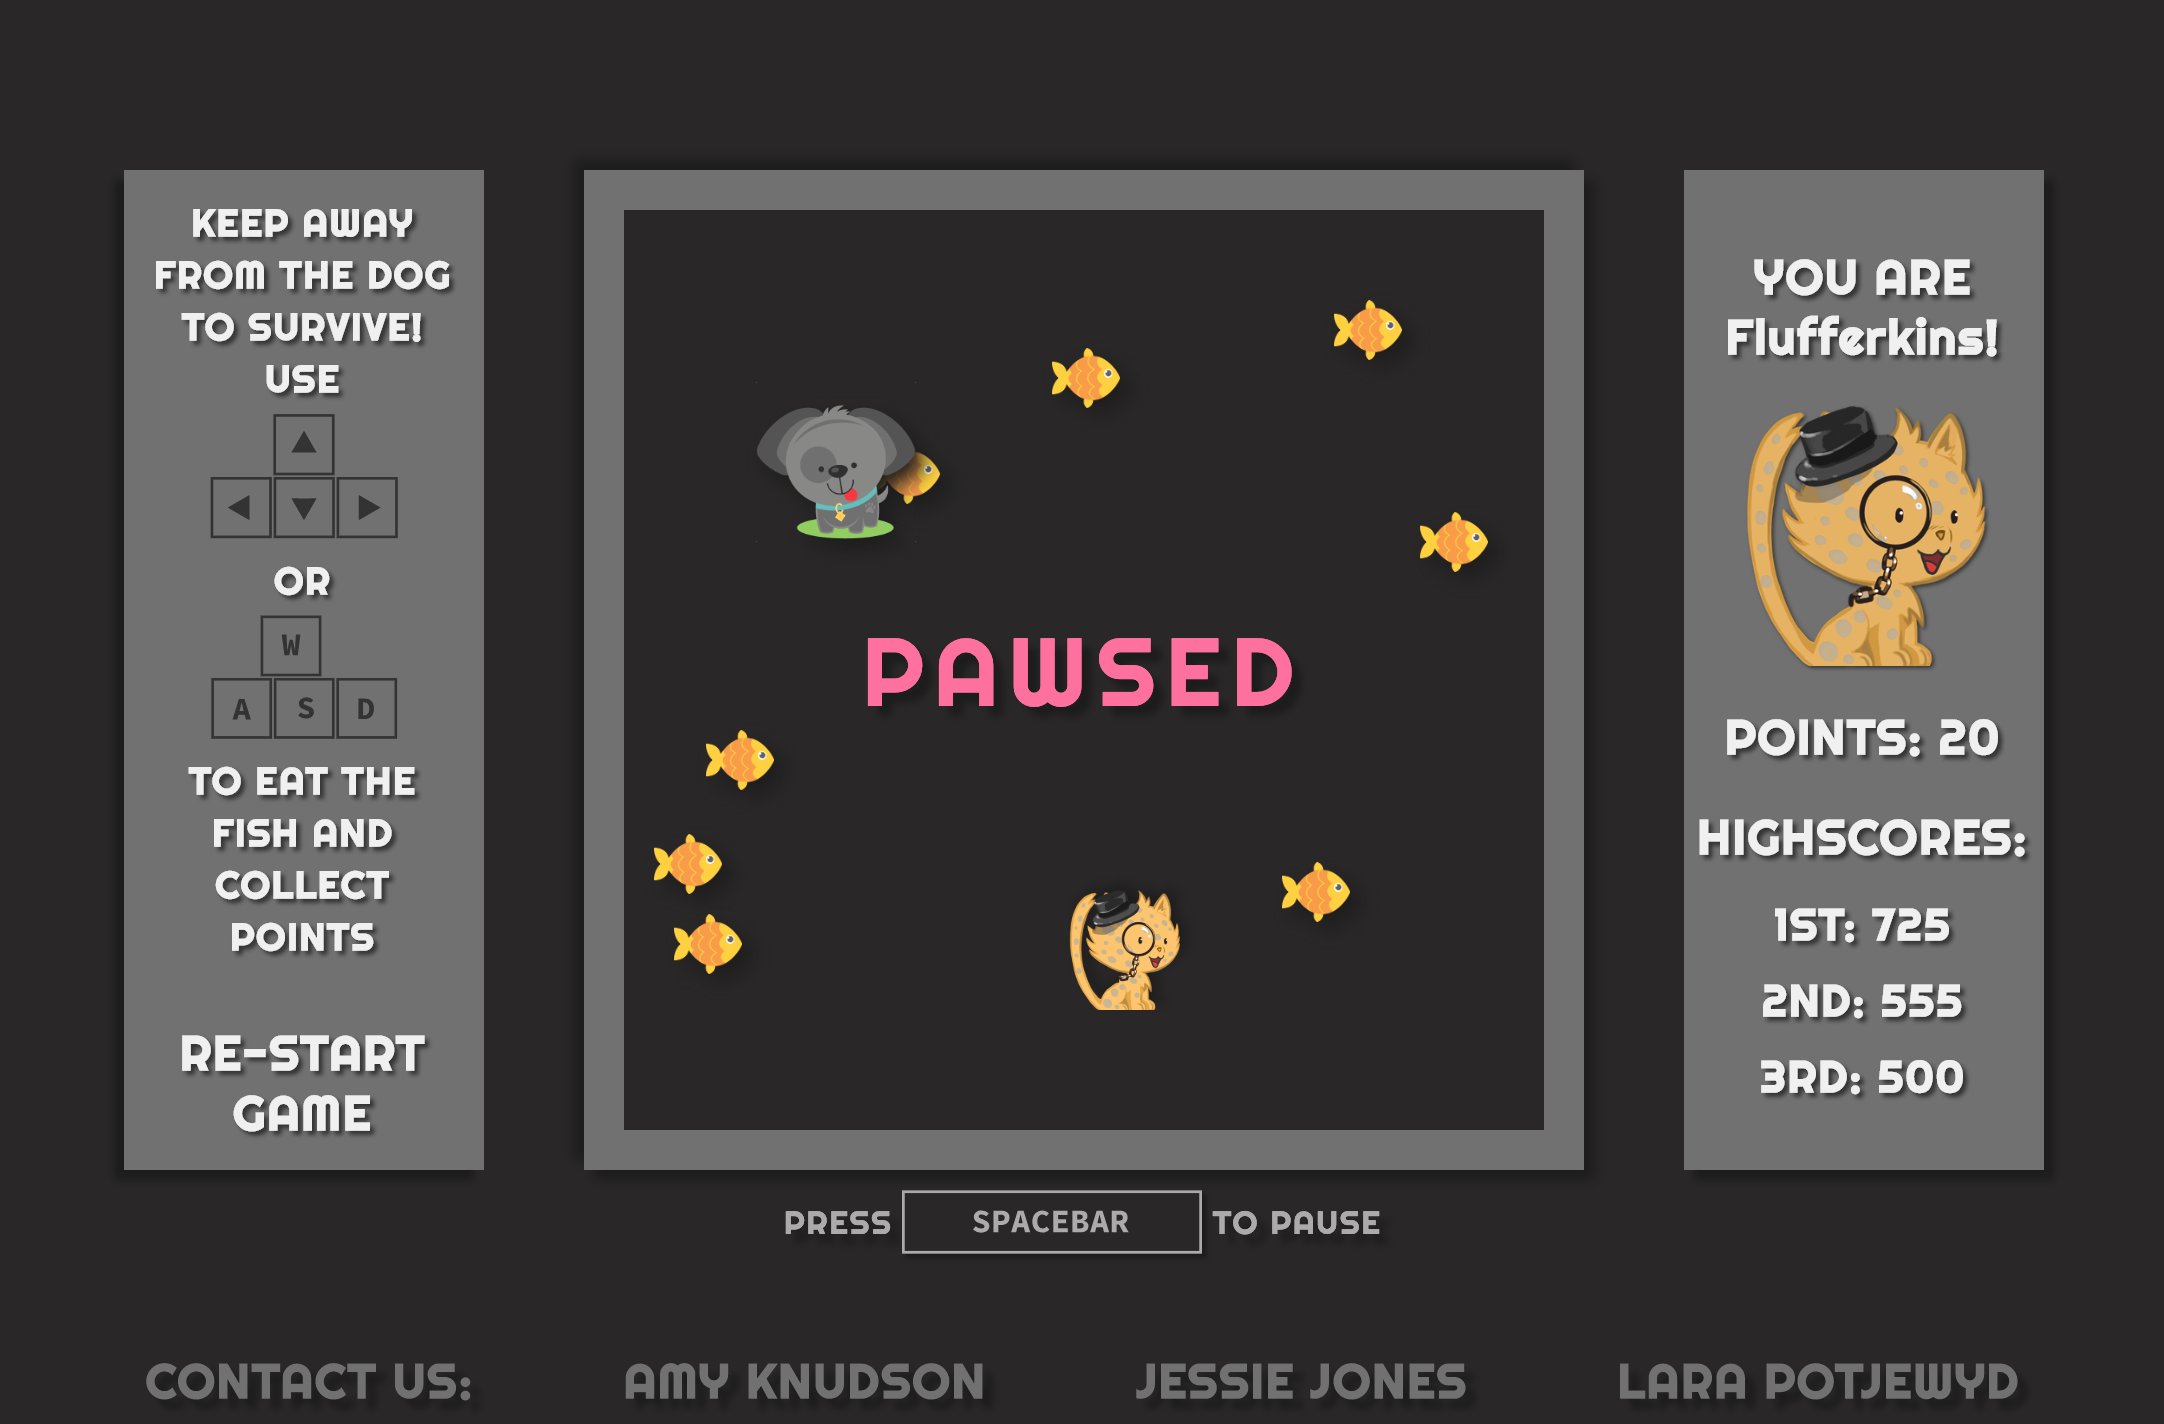 KEEP AWAY
FROM THE DOG
TO SURVIVE!
USE
OR
W
A S D
TO EAT THE
FISH AND
COLLECT
POINTS
RE-START
GAME
PAWSED
PRESS SPACEBAR TO PAUSE
YOU ARE
Flufferkins!
POINTS: 20
HIGHSCORES:
1ST: 725
2ND: 555
3RD: 500
CONTACT US: AMY KNUDSON JESSIE JONES LARA POTJEWYD